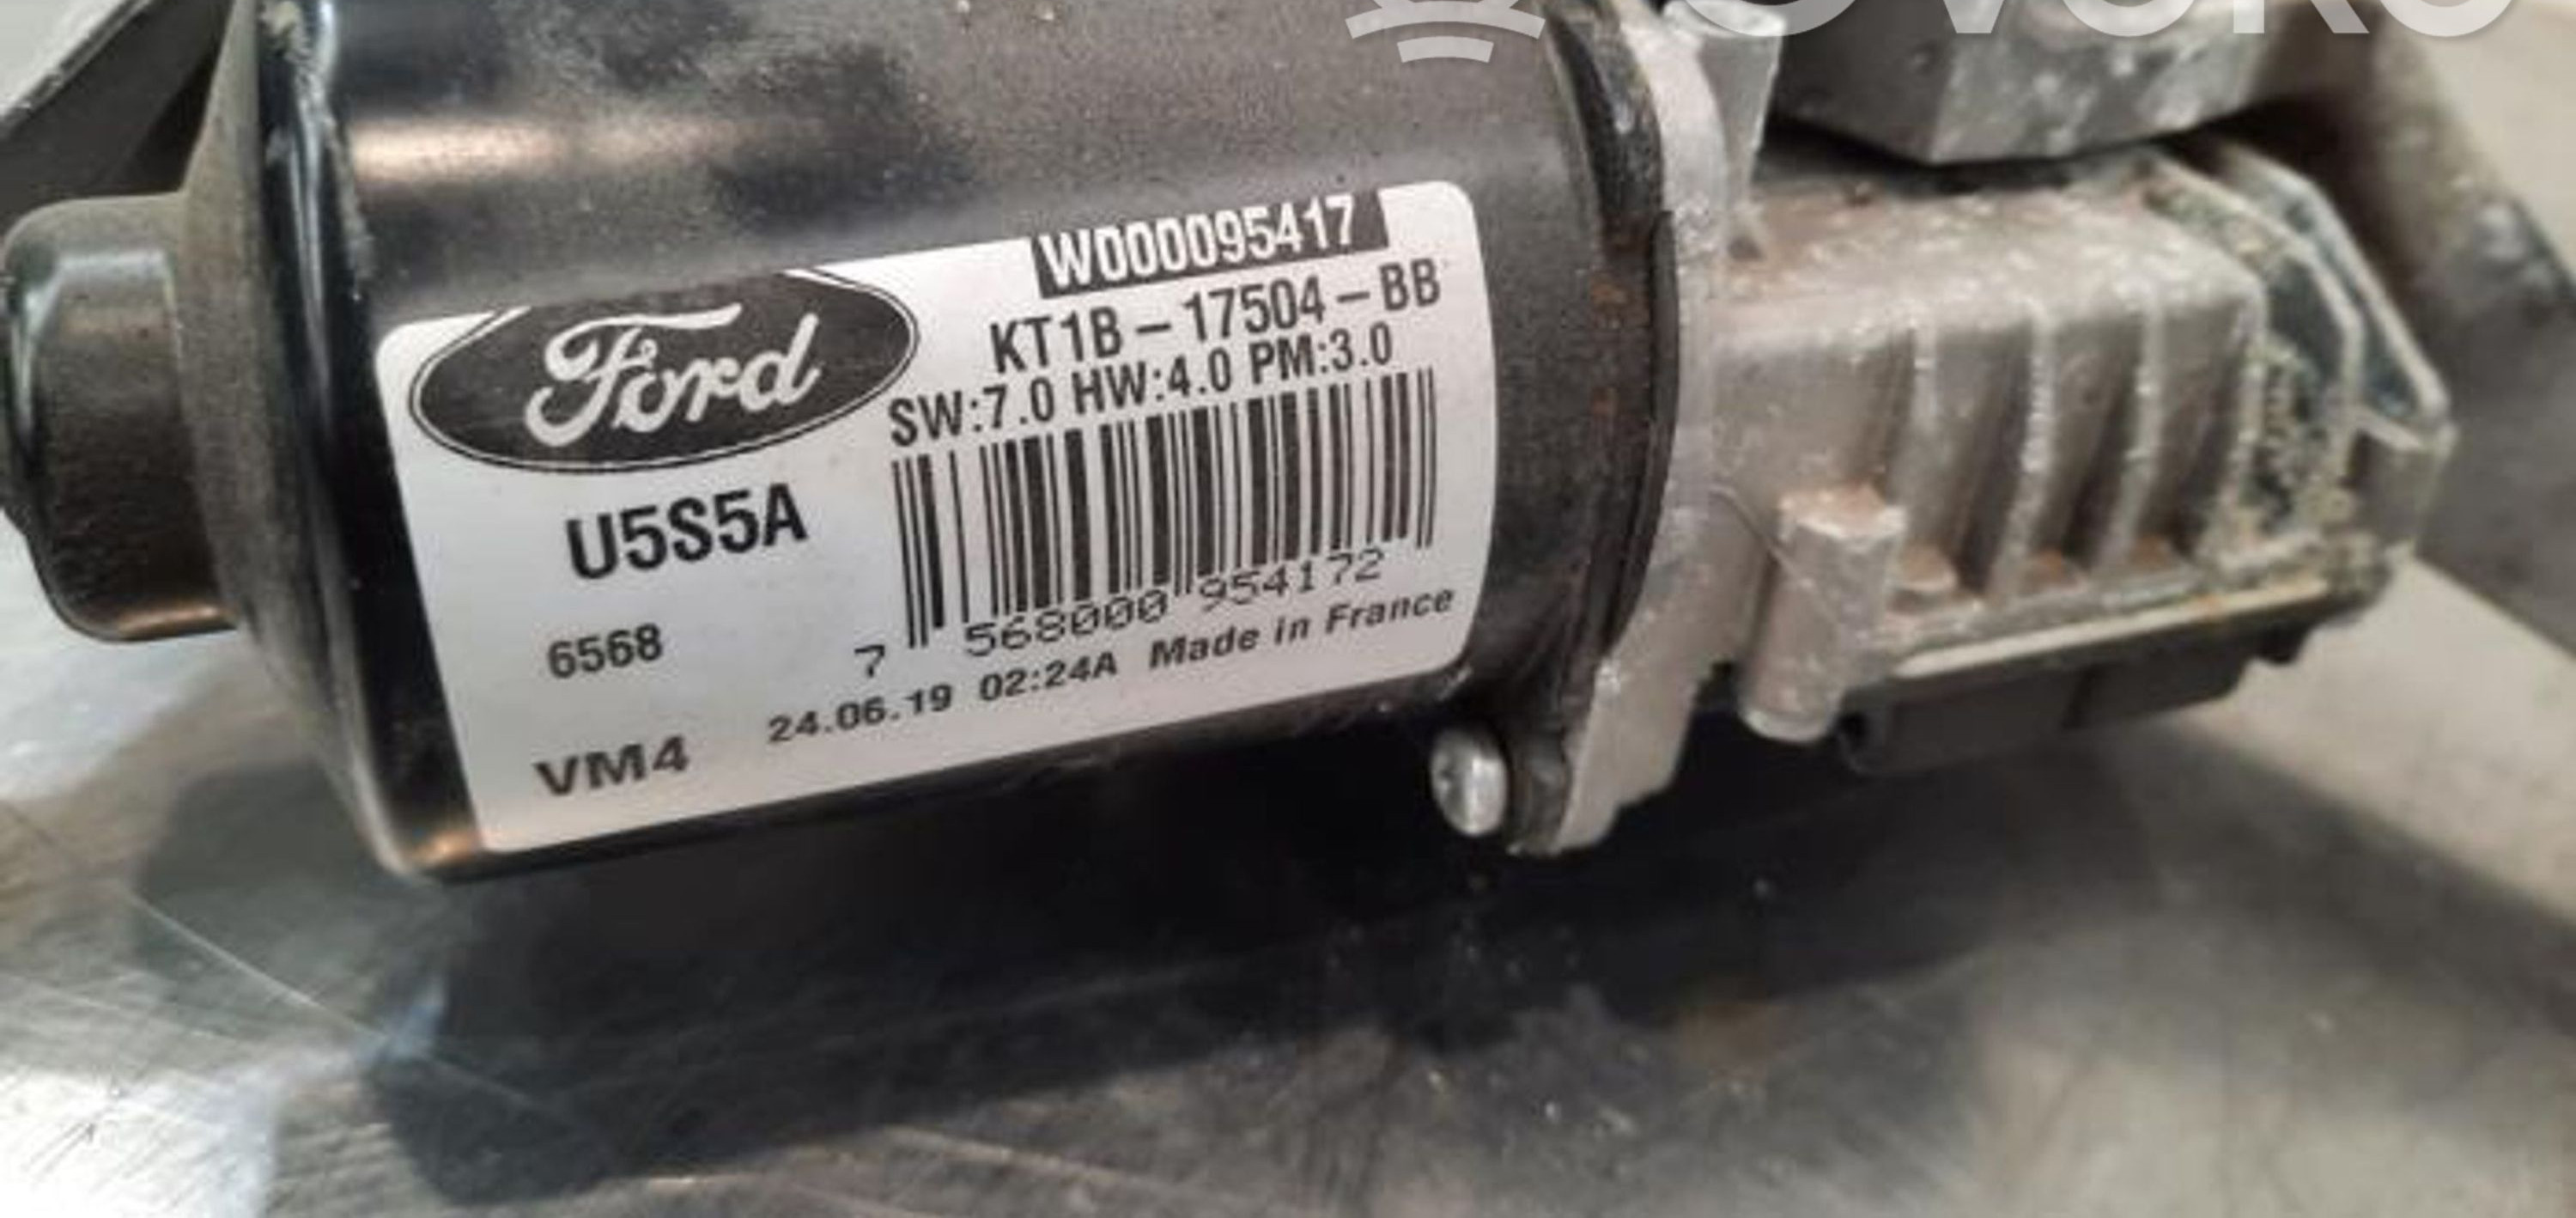 W000095417
KT1B-17504-BB
SW:7.0 HW:4.0 PM:3.0
Ford
U5S5A
7 568000 954172
6568
24.06.19 02:24A Made in France
VM4